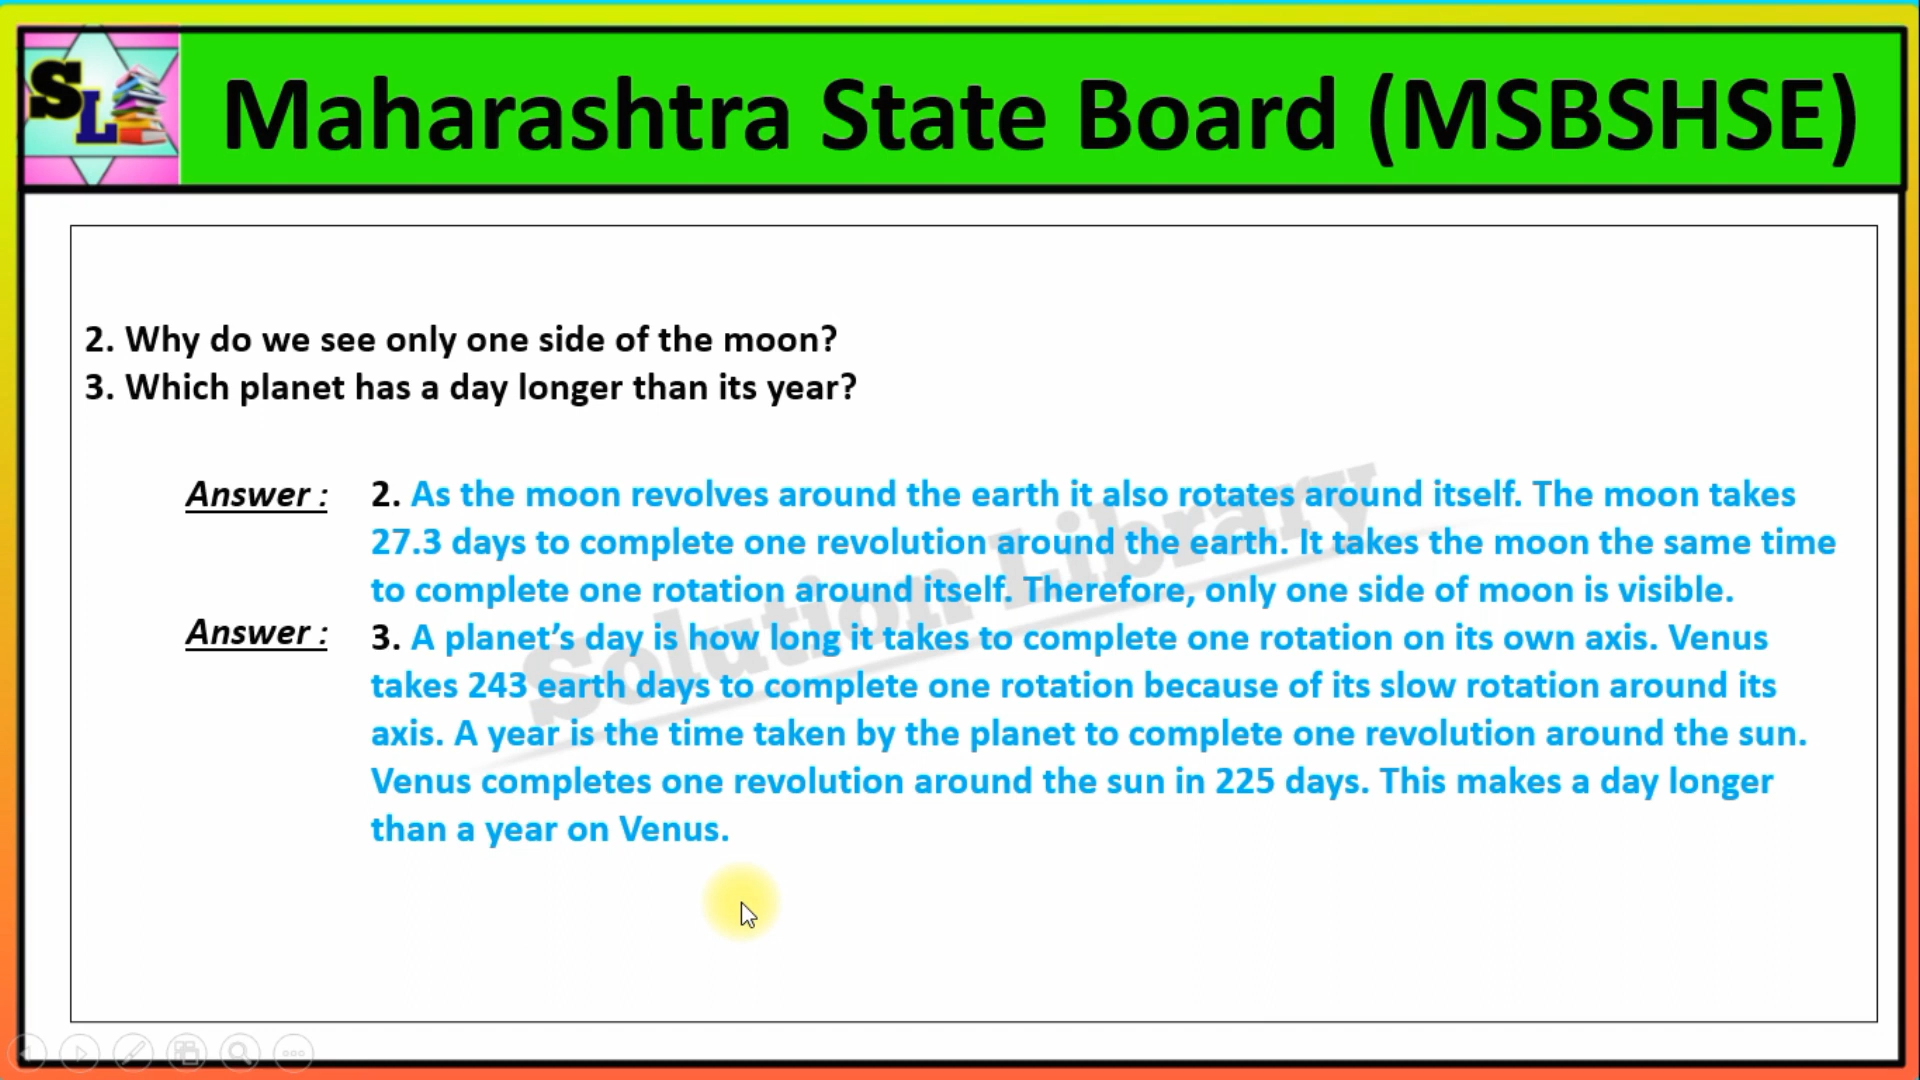 SL
Maharashtra State Board (MSBSHSE)
2. Why do we see only one side of the moon?
3. Which planet has a day longer than its year?
Answer : 2. As the moon revolves around the earth it also rotates around itself. The moon takes
27.3 days to complete one revolution around the earth. It takes the moon the same time
to complete one rotation around itself. Therefore, only one side of moon is visible.
Answer : 3. A planet’s day is how long it takes to complete one rotation on its own axis. Venus
takes 243 earth days to complete one rotation because of its slow rotation around its
axis. A year is the time taken by the planet to complete one revolution around the sun.
Venus completes one revolution around the sun in 225 days. This makes a day longer
than a year on Venus.
Solution Library